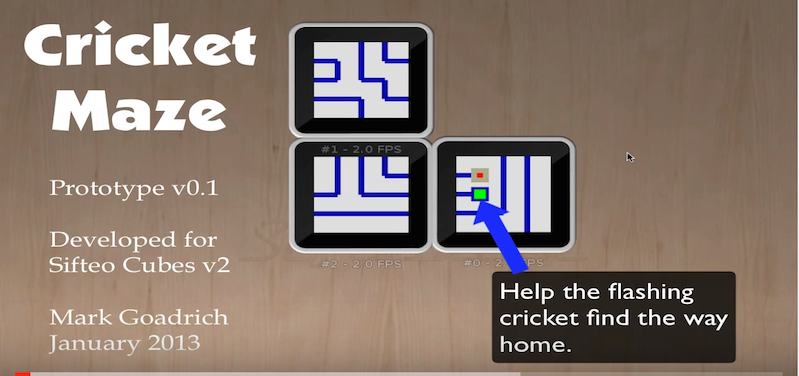 Cricket
Maze
Prototype v0.1
Developed for
Sifteo Cubes v2
Mark Goadrich
January 2013
#1 - 2.0 FPS
#2 - 2.0 FPS
#0 - 2.0 FPS
Help the flashing
cricket find the way
home.